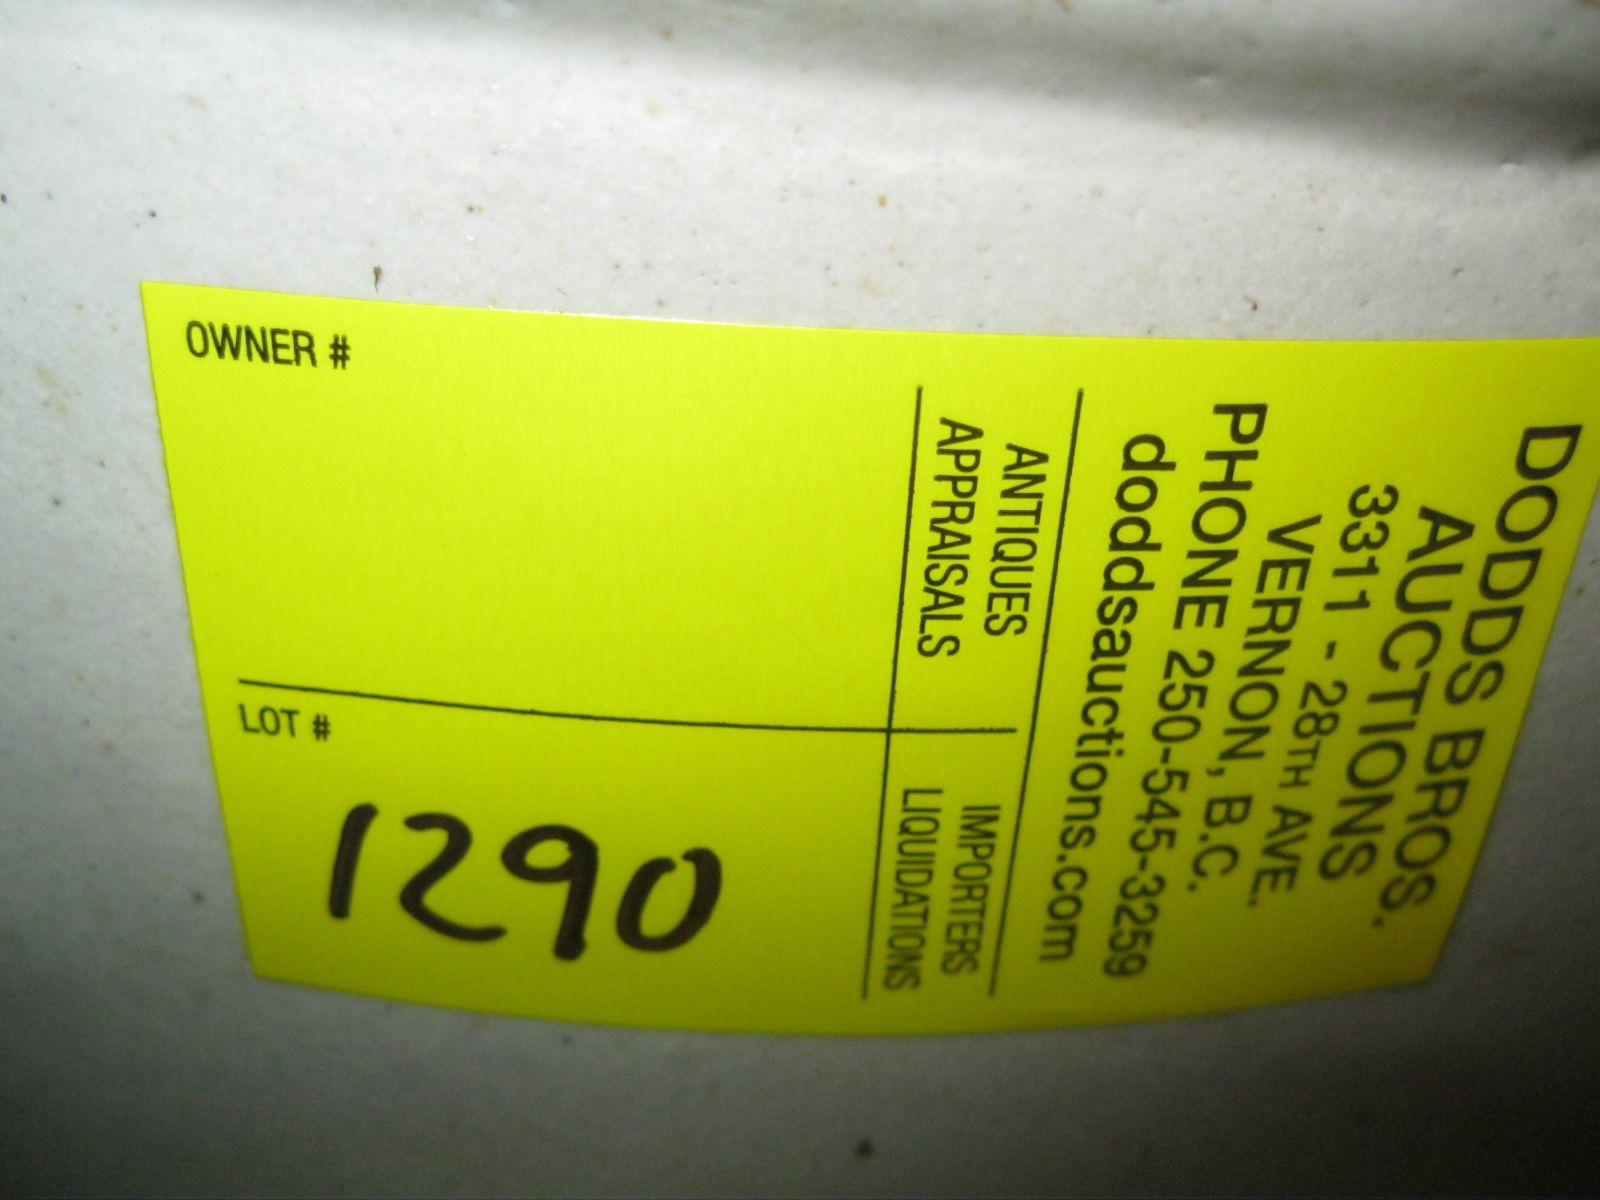 DODDS BROS.
AUCTIONS
3311 - 28TH AVE.
VERNON, B.C.
PHONE 250-545-3259
doddsauctions.com
ANTIQUES
APPRAISALS
IMPORTERS
LIQUIDATIONS
OWNER #
LOT #
1290